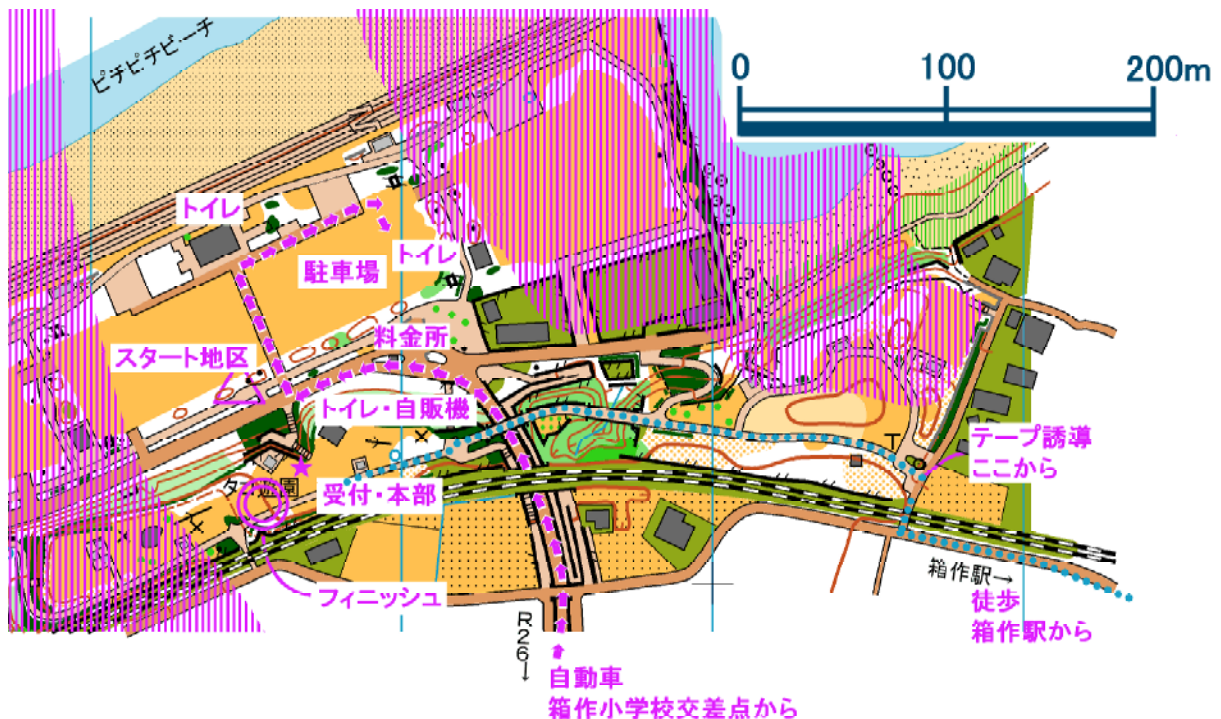 ピチピチビーチ
0 100 200m
トイレ
駐車場
トイレ
料金所
スタート地区
トイレ・自販機
テープ誘導
ここから
受付・本部
フィニッシュ
箱作駅→
徒歩
箱作駅から
R26→
自動車
箱作小学校交差点から